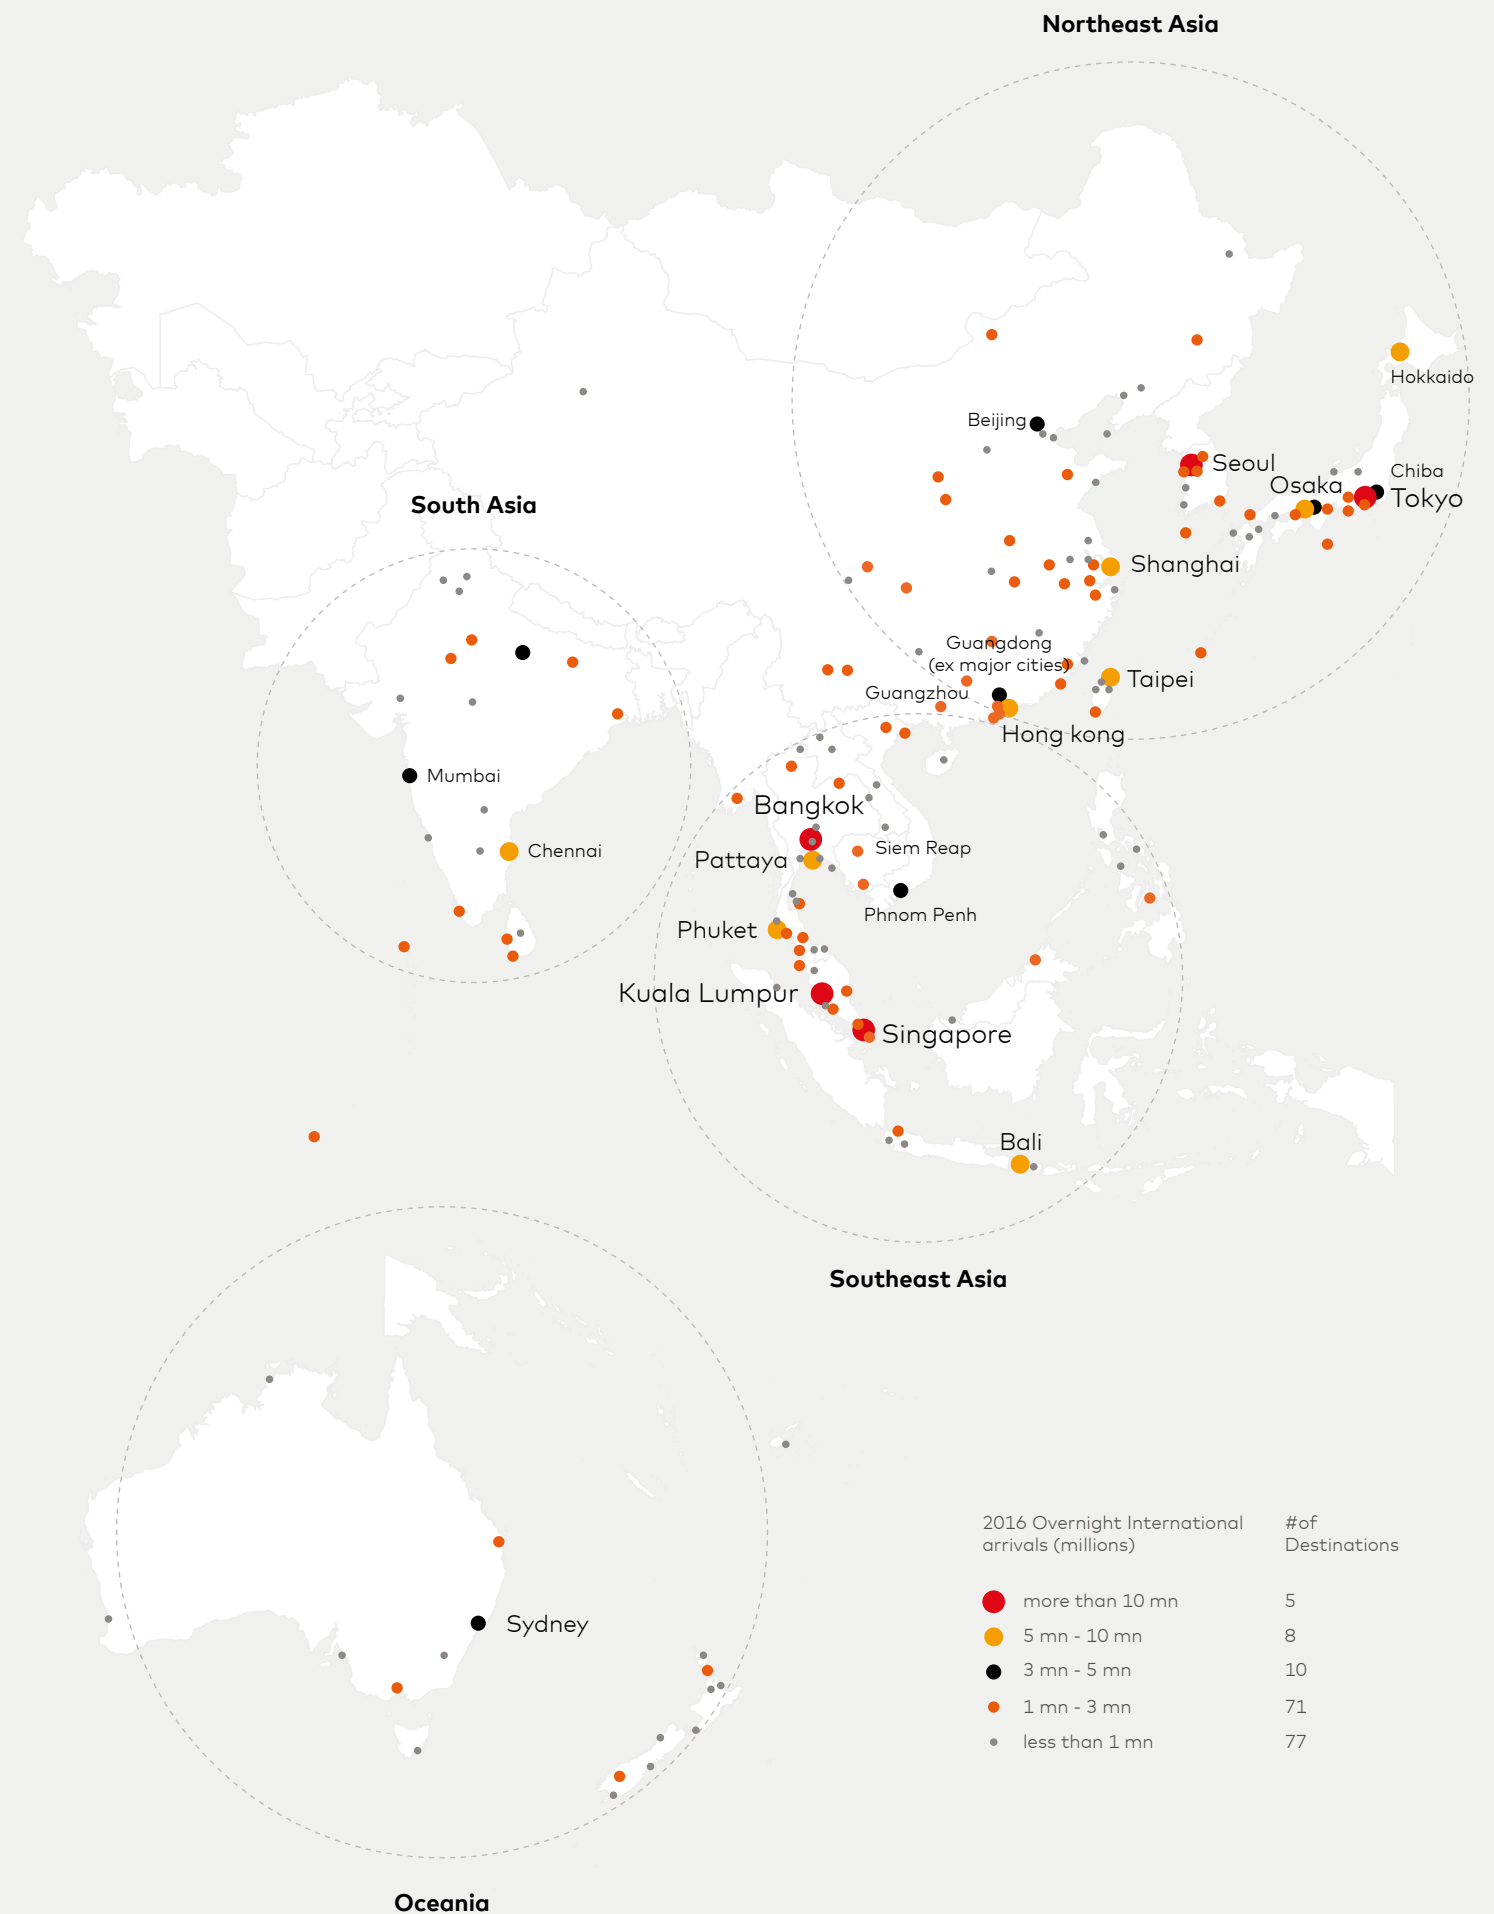 Northeast Asia
Hokkaido
Beijing
Seoul
Chiba
Osaka
Tokyo
South Asia
Shanghai
Guangdong
(ex major cities)
Taipei
Guangzhou
Hong kong
Mumbai
Bangkok
Chennai
Siem Reap
Pattaya
Phnom Penh
Phuket
Kuala Lumpur
Singapore
Bali
Southeast Asia
2016 Overnight International
arrivals (millions)
#of
Destinations
more than 10 mn 5
5 mn - 10 mn 8
3 mn - 5 mn 10
1 mn - 3 mn 71
less than 1 mn 77
Sydney
Oceania